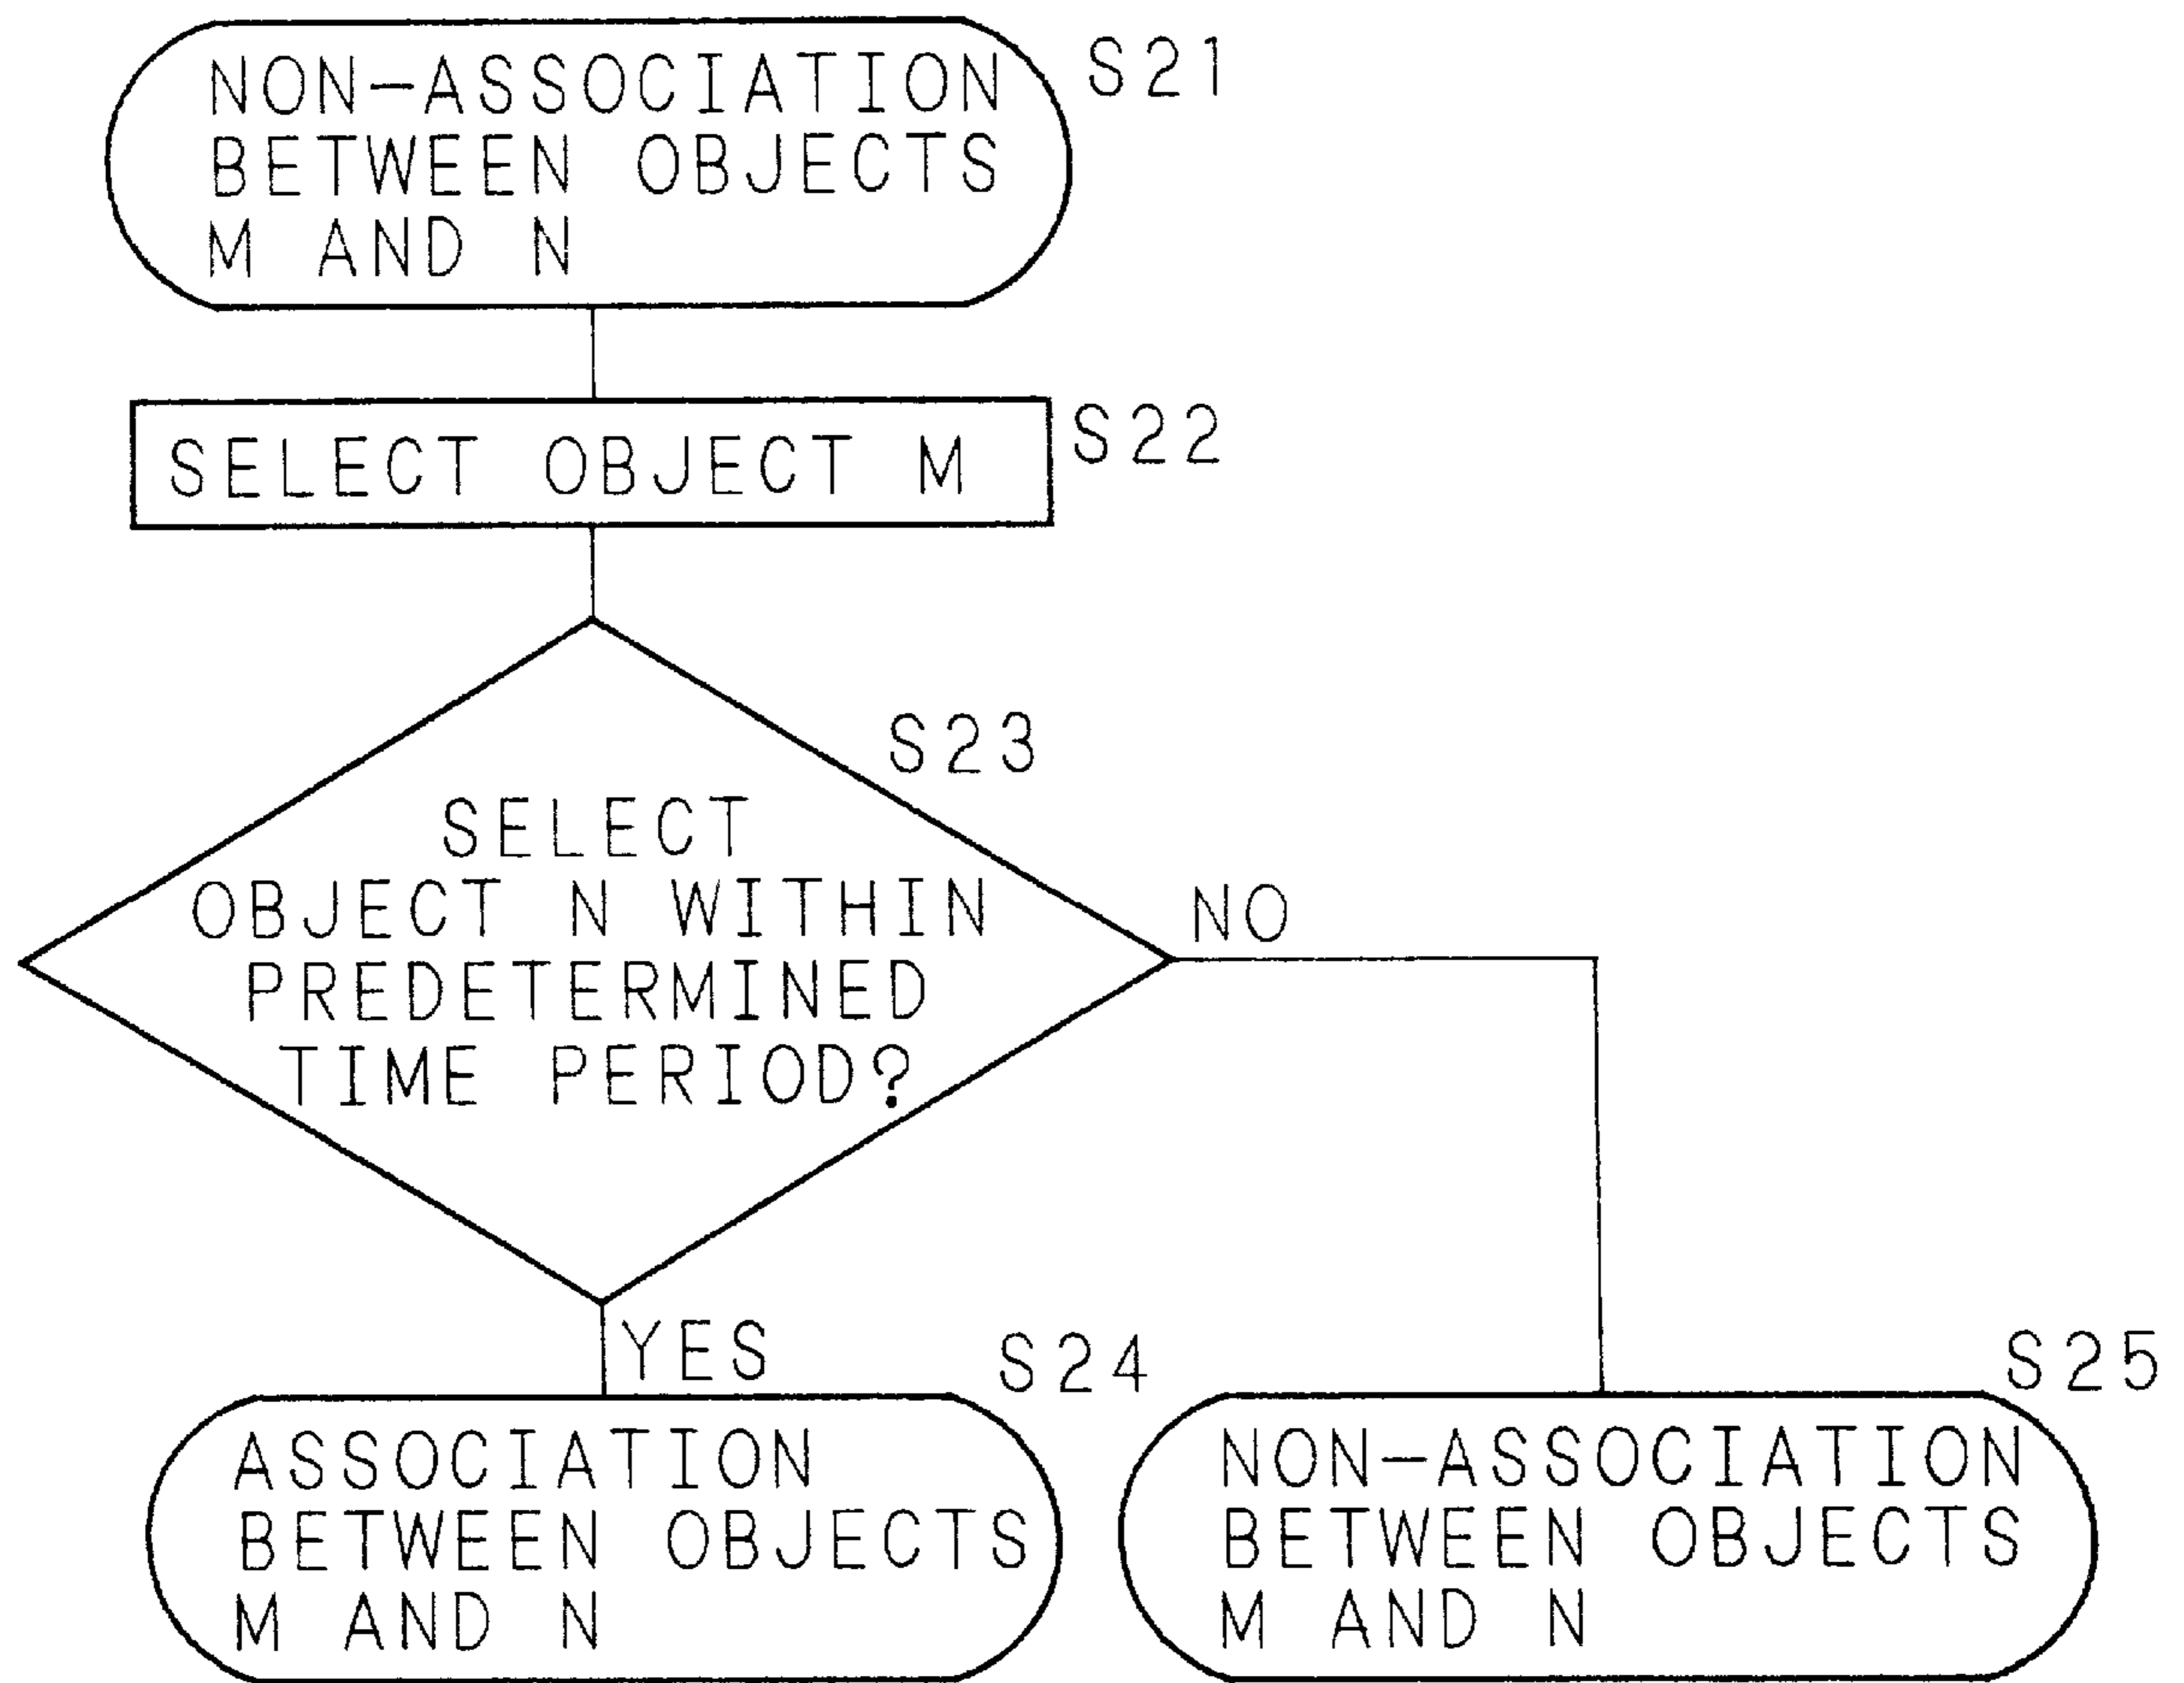 NON-ASSOCIATION
BETWEEN OBJECTS
M AND N
S21
SELECT OBJECT M
S22
S23
SELECT
OBJECT N WITHIN
PREDETERMINED
TIME PERIOD?
NO
YES
S24
ASSOCIATION
BETWEEN OBJECTS
M AND N
S25
NON-ASSOCIATION
BETWEEN OBJECTS
M AND N